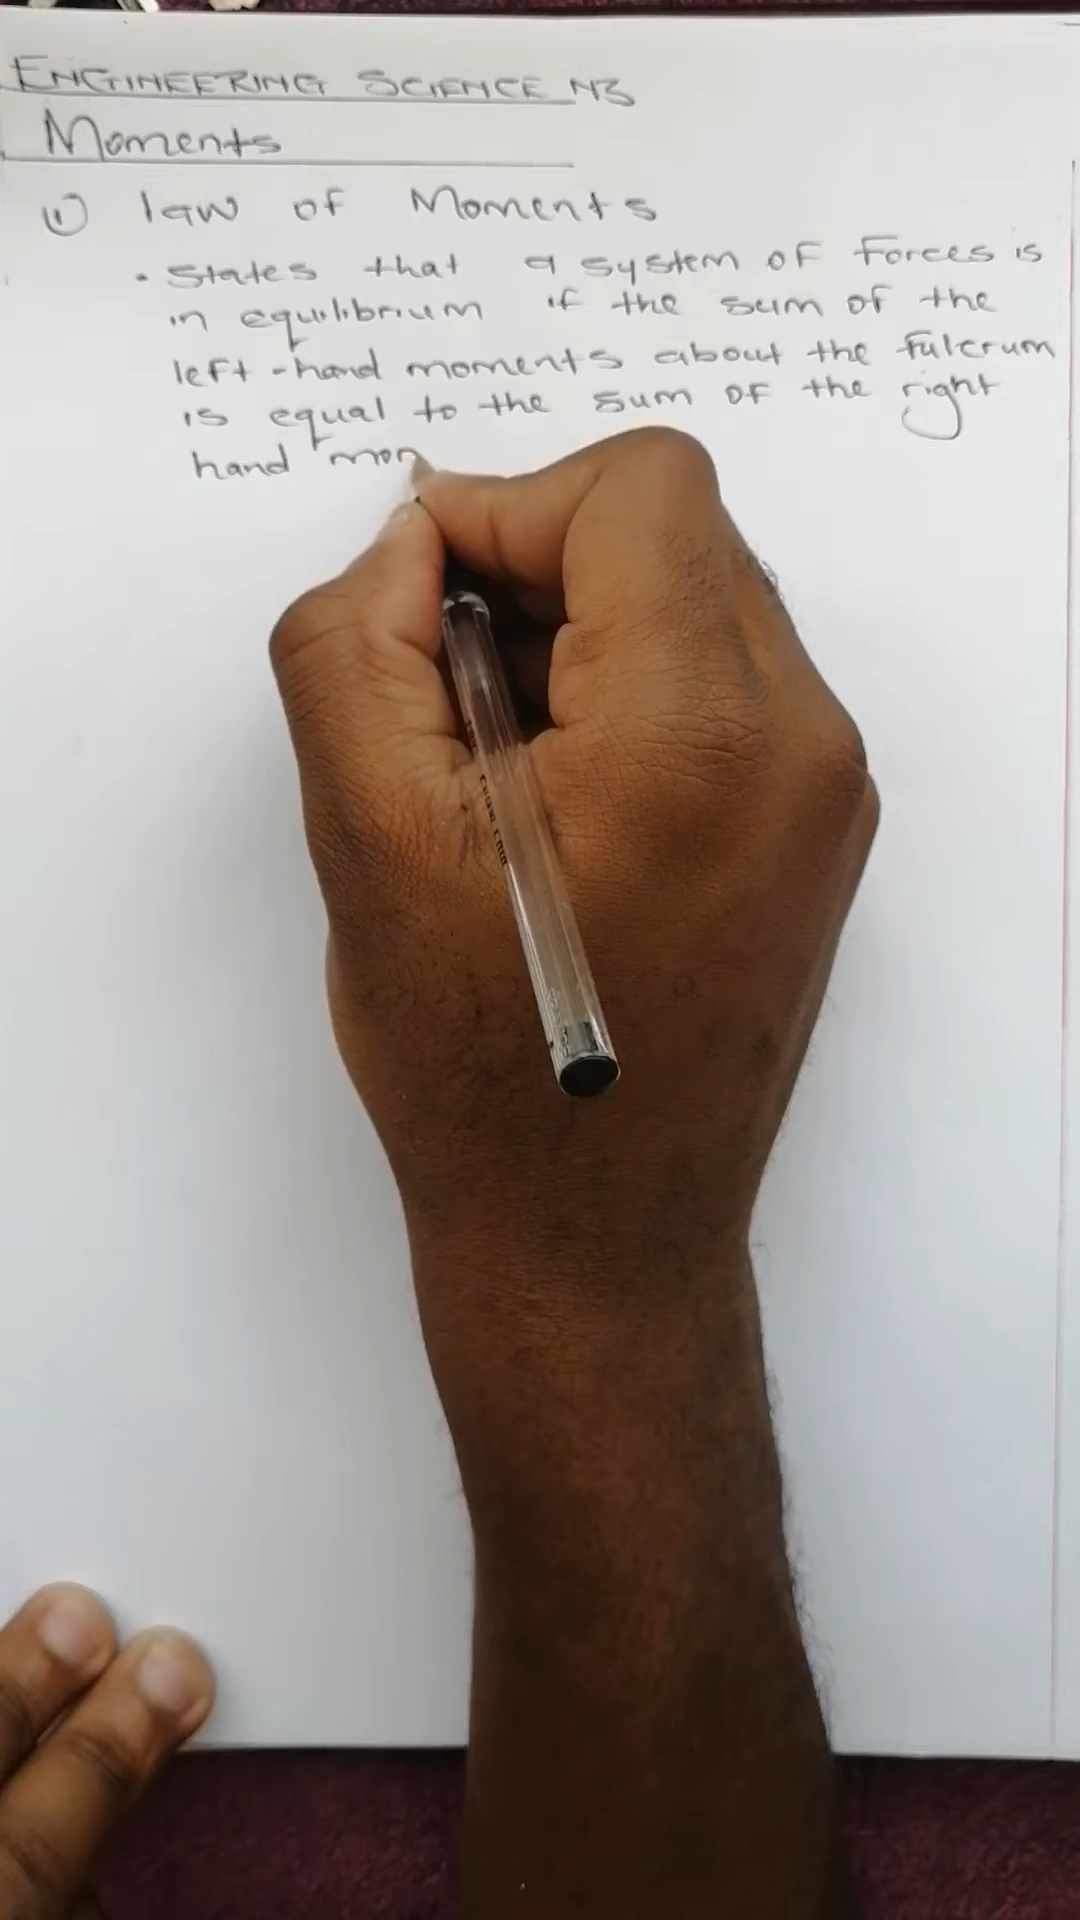 ENGINEERING SCIENCE N3
Moments
(1) law of Moments
• States that a system of Forces is
in equilibrium if the sum of the
left-hand moments about the fulcrum
is equal to the sum of the right
hand mom